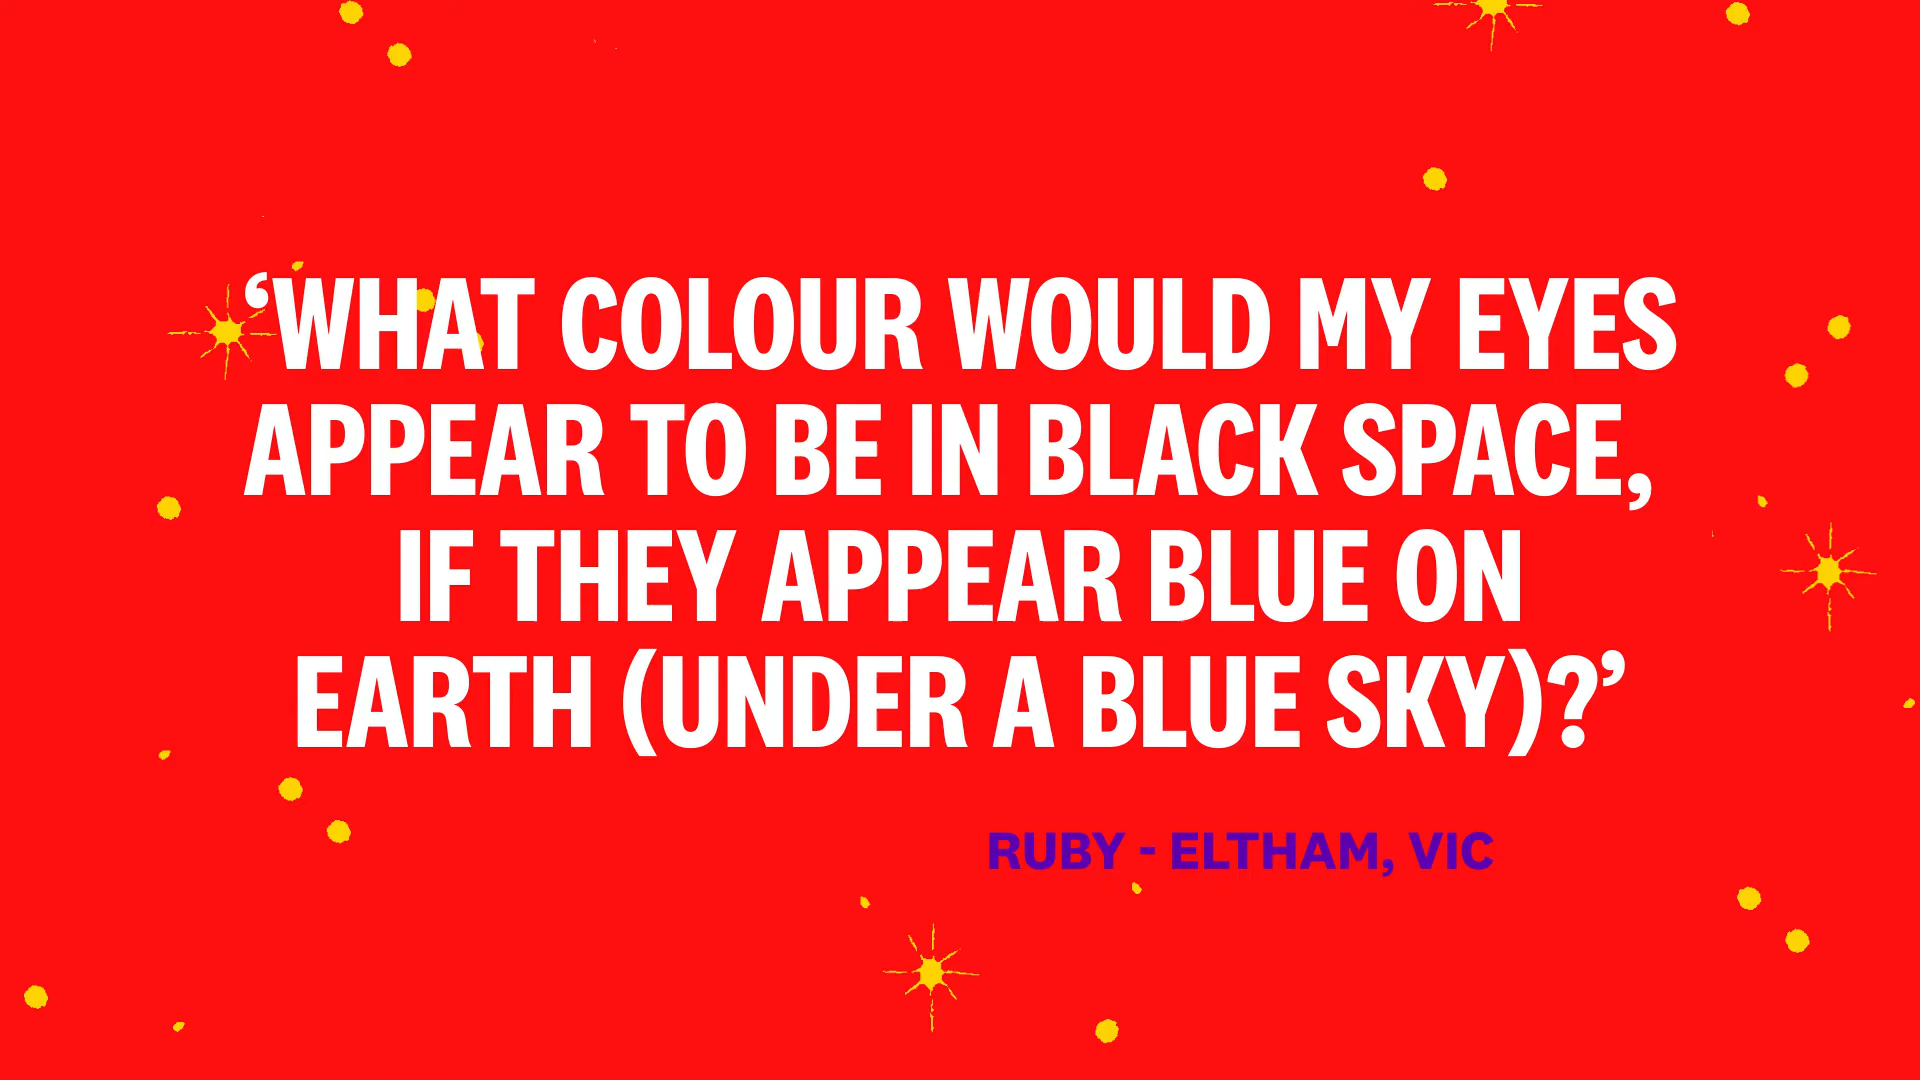 ‘WHAT COLOUR WOULD MY EYES
APPEAR TO BE IN BLACK SPACE,
IF THEY APPEAR BLUE ON
EARTH (UNDER A BLUE SKY)?’
RUBY - ELTHAM, VIC